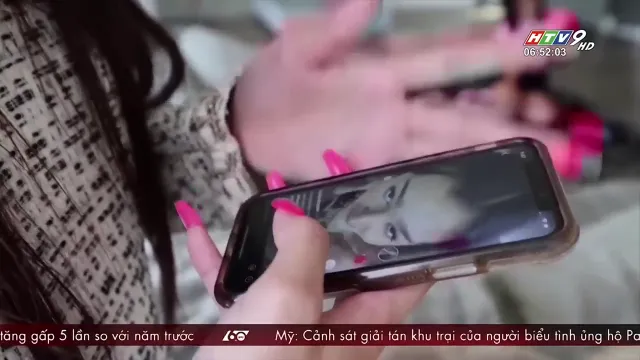 HTV9 HD
06:52:03
tăng gấp 5 lần so với năm trước
Mỹ: Cảnh sát giải tán khu trại của người biểu tình ủng hộ Pa